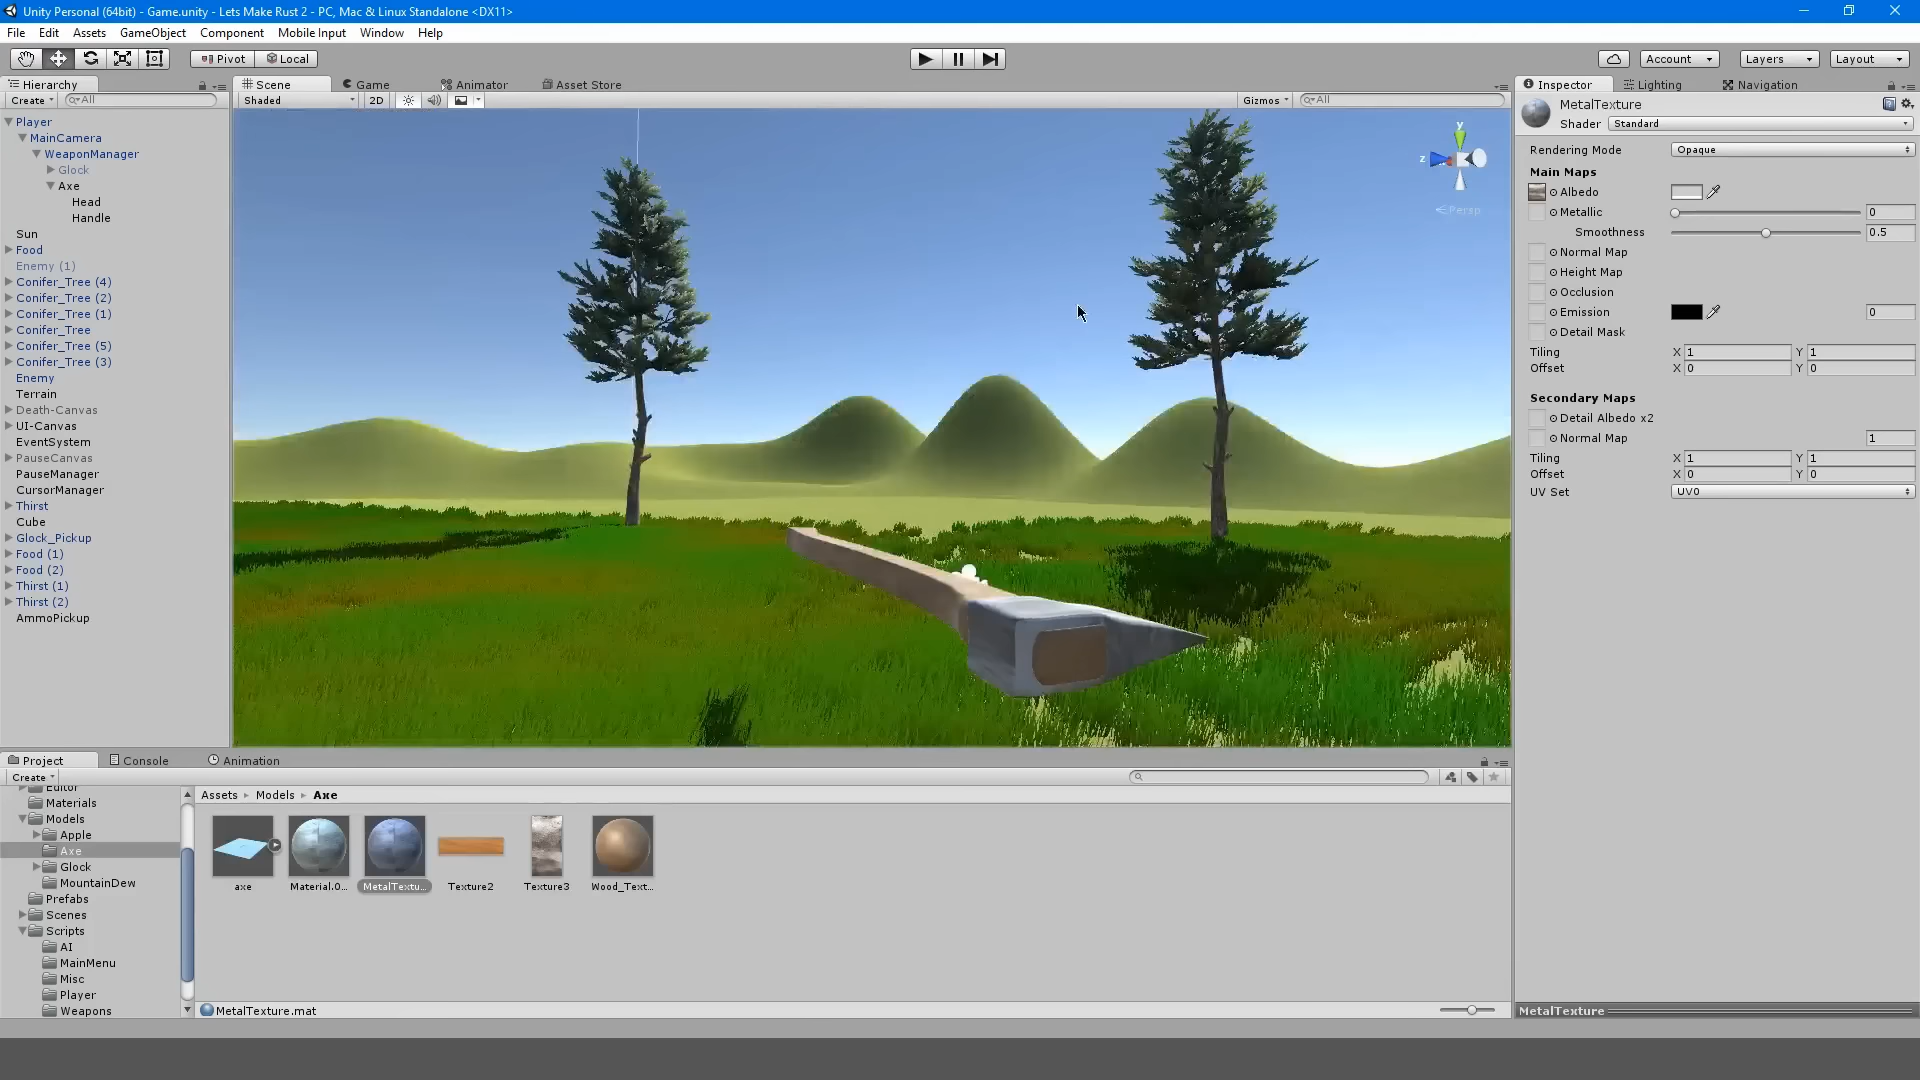 Unity Personal (64bit) - Game.unity - Lets Make Rust 2 - PC, Mac & Linux Standalone <DX11>
File Edit Assets GameObject Component Mobile Input Window Help
Pivot Local Account Layers Layout
Hierarchy
Create All
Player
MainCamera
WeaponManager
Glock
Axe
Head
Handle
Sun
Food
Enemy (1)
Conifer_Tree (4)
Conifer_Tree (2)
Conifer_Tree (1)
Conifer_Tree
Conifer_Tree (5)
Conifer_Tree (3)
Enemy
Terrain
Death-Canvas
UI-Canvas
EventSystem
PauseCanvas
PauseManager
CursorManager
Thirst
Cube
Glock_Pickup
Food (1)
Food (2)
Thirst (1)
Thirst (2)
AmmoPickup
Scene Game Animator Asset Store
Shaded 2D Gizmos All
y
z
Persp
Inspector Lighting Navigation
MetalTexture
Shader Standard
Rendering Mode Opaque
Main Maps
Albedo
Metallic 0
Smoothness 0.5
Normal Map
Height Map
Occlusion
Emission 0
Detail Mask
Tiling X 1 Y 1
Offset X 0 Y 0
Secondary Maps
Detail Albedo x2
Normal Map 1
Tiling X 1 Y 1
Offset X 0 Y 0
UV Set UV0
Project Console Animation
Create
Editor
Materials
Models
Apple
Axe
Glock
MountainDew
Prefabs
Scenes
Scripts
AI
MainMenu
Misc
Player
Weapons
Assets Models Axe
axe Material.0... MetalTextu... Texture2 Texture3 Wood_Text...
MetalTexture.mat
MetalTexture